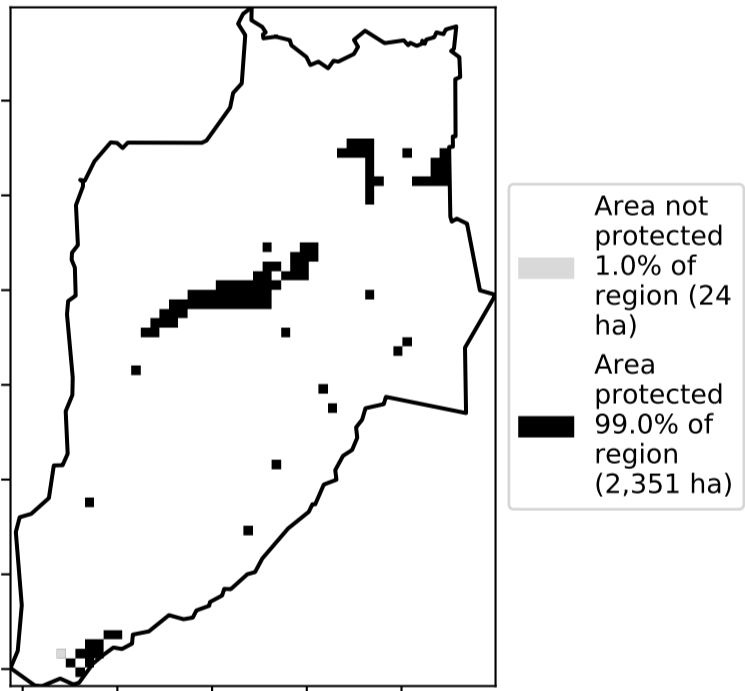 Area not
protected
1.0% of
region (24
ha)
Area
protected
99.0% of
region
(2,351 ha)